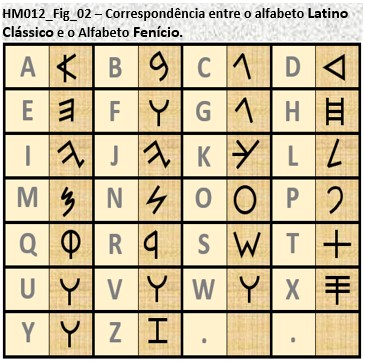 HM012_Fig_02 – Correspondência entre o alfabeto Latino
Clássico e o Alfabeto Fenício.
A 𐤀 B 𐤁 C 𐤂 D 𐤃
E 𐤄 F 𐤅 G 𐤂 H 𐤇
I 𐤉 J 𐤉 K 𐤊 L 𐤋
M 𐤌 N 𐤍 O 𐤏 P 𐤐
Q 𐤒 R 𐤓 S 𐤔 T 𐤕
U 𐤅 V 𐤅 W 𐤅 X 𐤎
Y 𐤅 Z 𐤆 . .